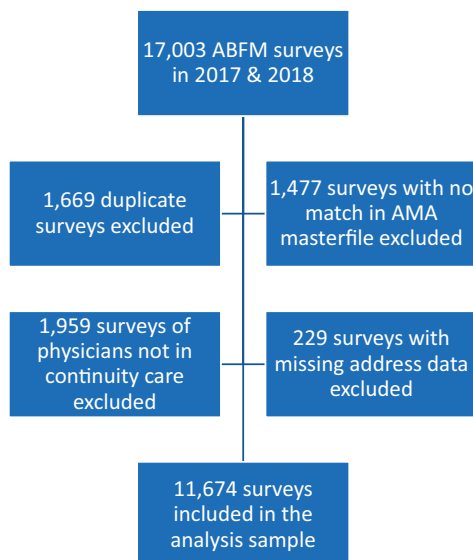 17,003 ABFM surveys
in 2017 & 2018
1,669 duplicate
surveys excluded
1,477 surveys with no
match in AMA
masterfile excluded
1,959 surveys of
physicians not in
continuity care
excluded
229 surveys with
missing address data
excluded
11,674 surveys
included in the
analysis sample